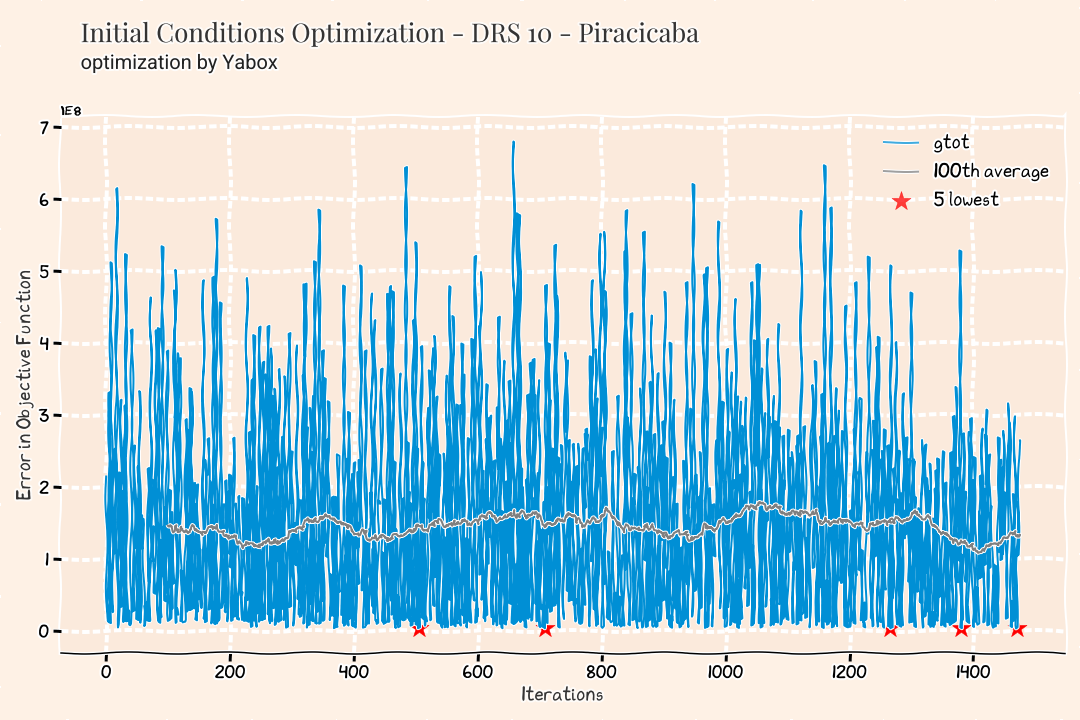 Initial Conditions Optimization - DRS 10 - Piracicaba
optimization by Yabox
1E8
7
6
5
4
3
2
1
0
Error in Objective Function
gtot
100th average
5 lowest
0 200 400 600 800 1000 1200 1400
Iterations